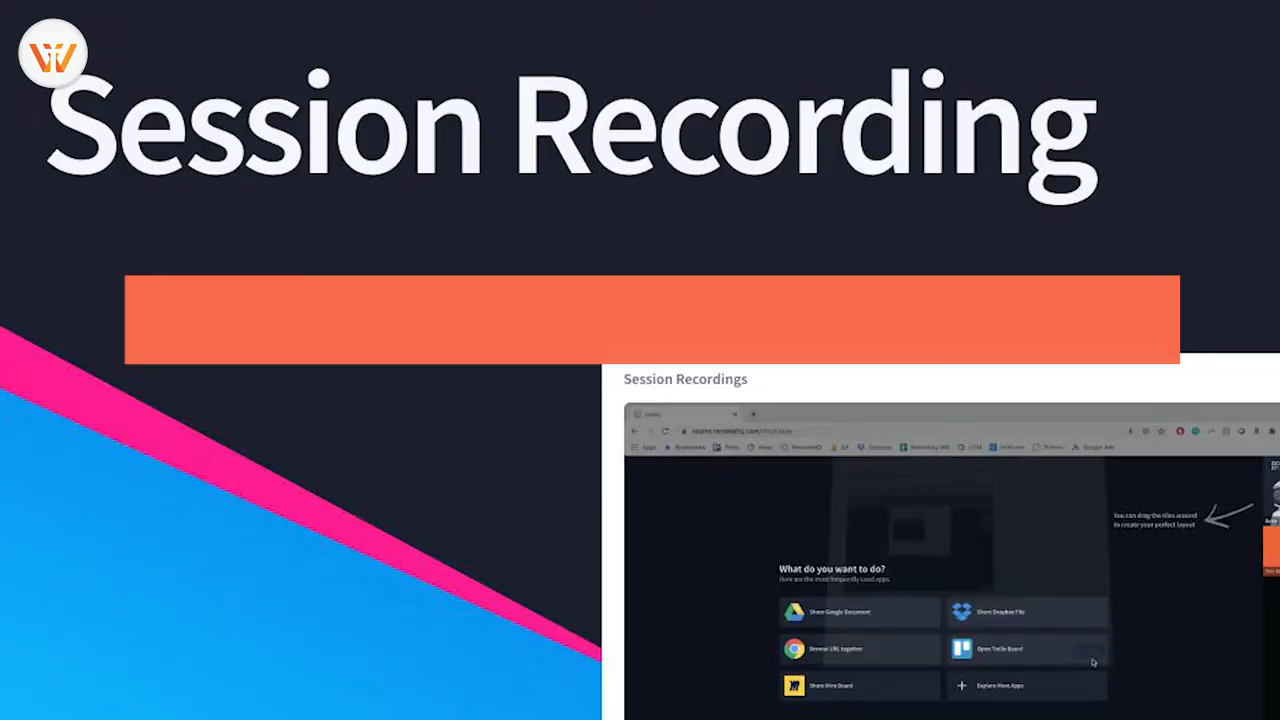 Session Recording
Session Recordings
You can drag the tiles around
to create your perfect layout
What do you want to do?
Here are the most frequently used apps.
Share Google Document
Share Dropbox File
Browse URL together
Open Trello Board
Share Miro Board
Explore More Apps